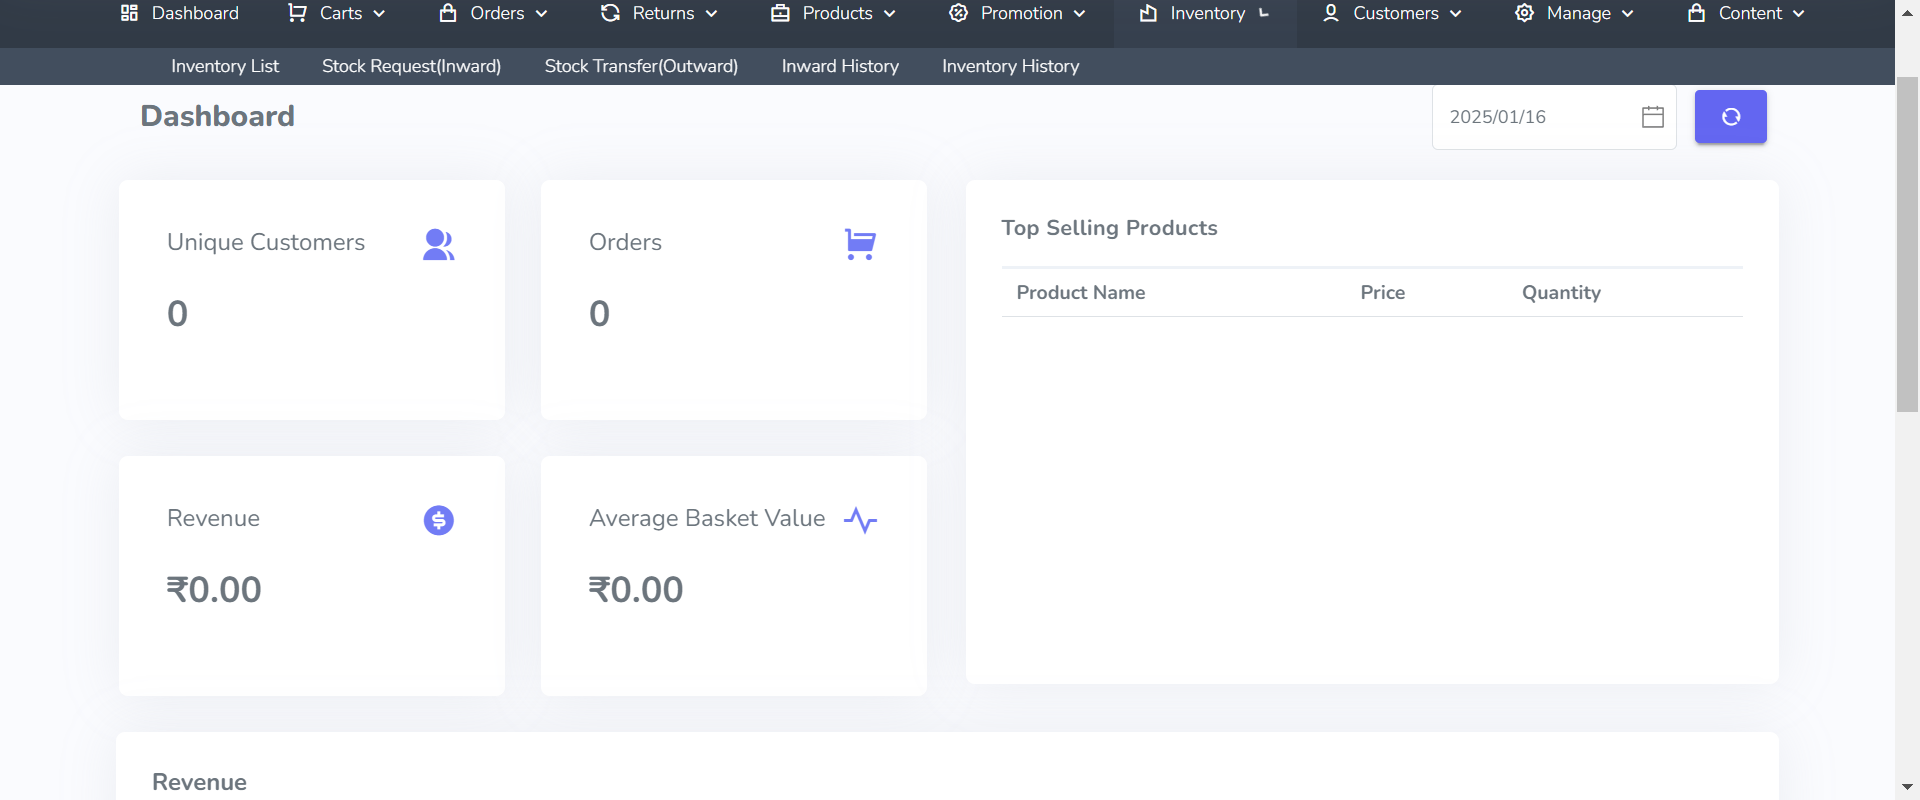 Dashboard Carts Orders Returns Products Promotion Inventory Customers Manage Content
Inventory List Stock Request(Inward) Stock Transfer(Outward) Inward History Inventory History
Dashboard
2025/01/16
Unique Customers
0
Orders
0
Top Selling Products
Product Name Price Quantity
Revenue
₹0.00
Average Basket Value
₹0.00
Revenue